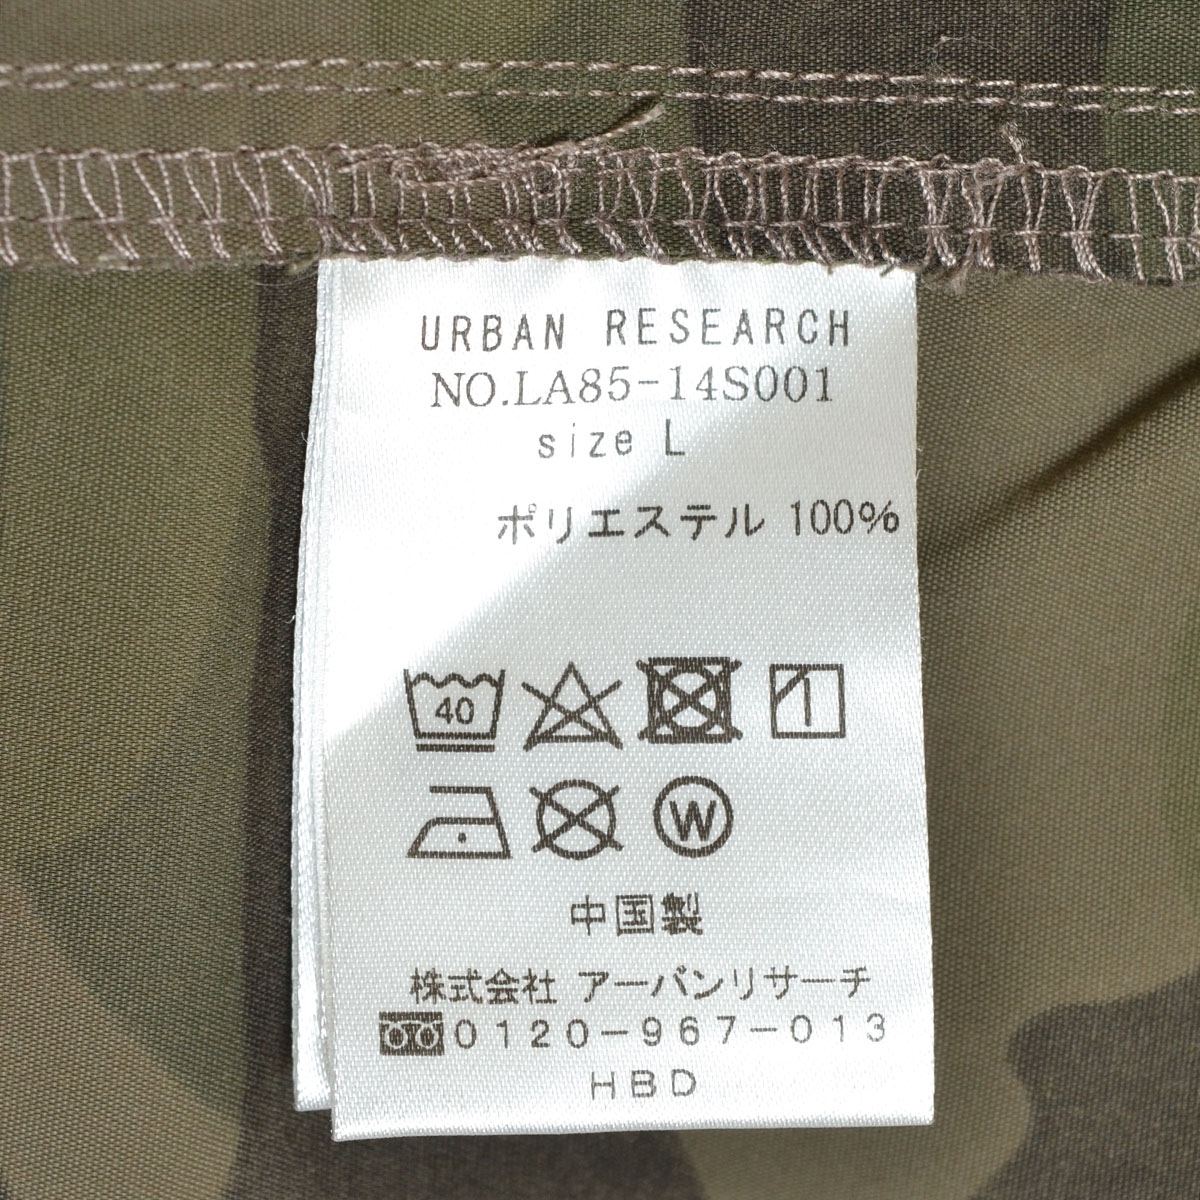 URBAN RESEARCH
NO.LA85-14S001
size L
ポリエステル 100%
40
W
中国製
株式会社 アーバンリサーチ
0120-967-013
HBD